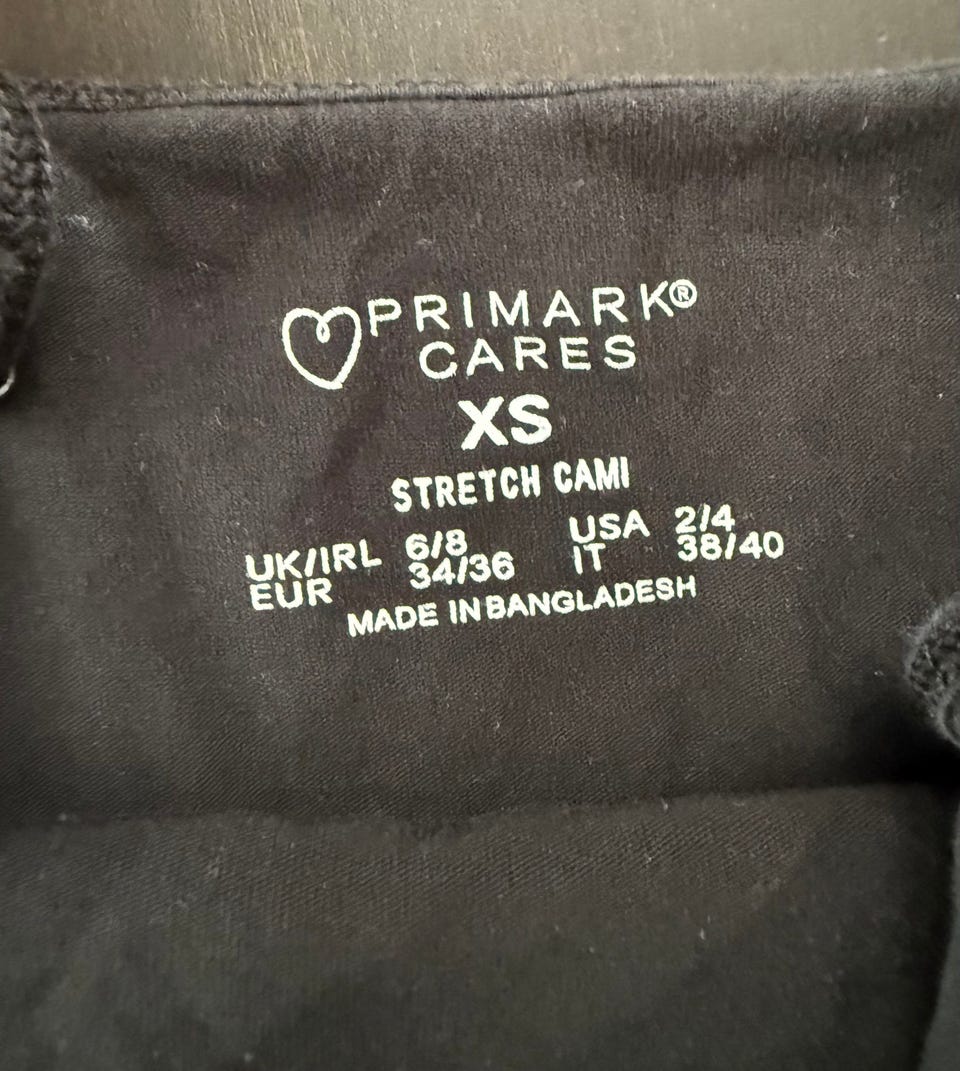 PRIMARK®
CARES
XS
STRETCH CAMI
UK/IRL 6/8 USA 2/4
EUR 34/36 IT 38/40
MADE IN BANGLADESH